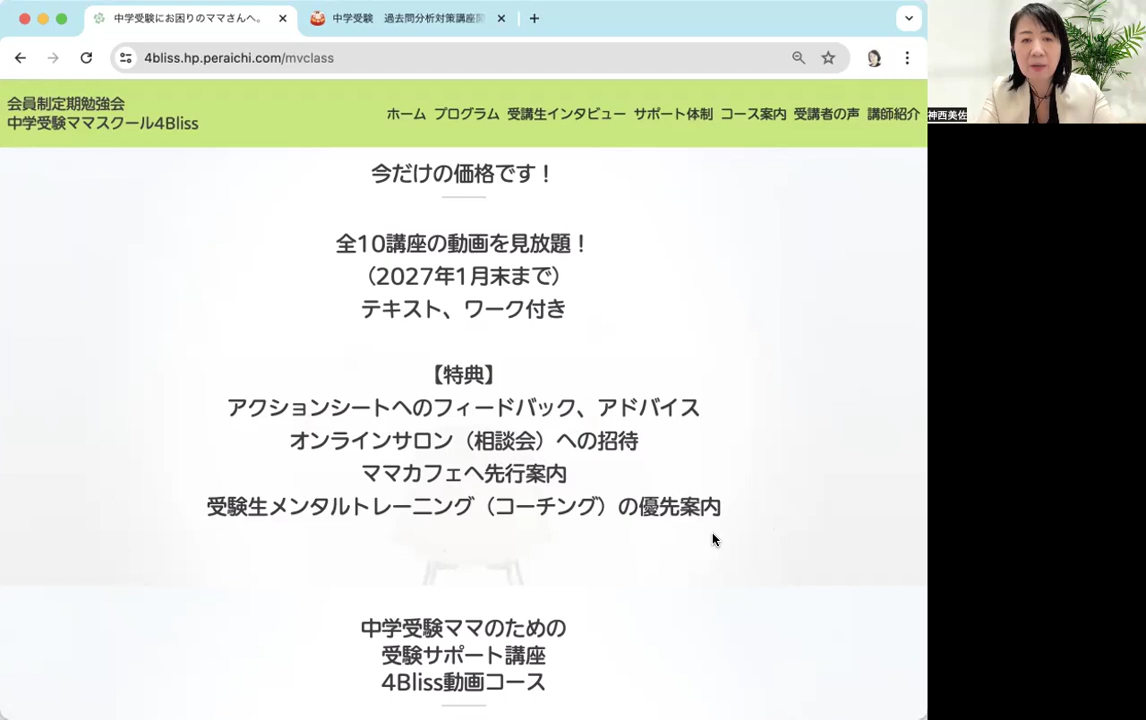 中学受験にお困りのママさんへ。
中学受験 過去問分析対策講座
4bliss.hp.peraichi.com/mvclass
会員制定期勉強会
中学受験ママスクール4Bliss
ホーム プログラム 受講生インタビュー サポート体制 コース案内 受講者の声 講師紹介
神西美佐
今だけの価格です！
全10講座の動画を見放題！
（2027年1月末まで）
テキスト、ワーク付き
【特典】
アクションシートへのフィードバック、アドバイス
オンラインサロン（相談会）への招待
ママカフェへ先行案内
受験生メンタルトレーニング（コーチング）の優先案内
中学受験ママのための
受験サポート講座
4Bliss動画コース